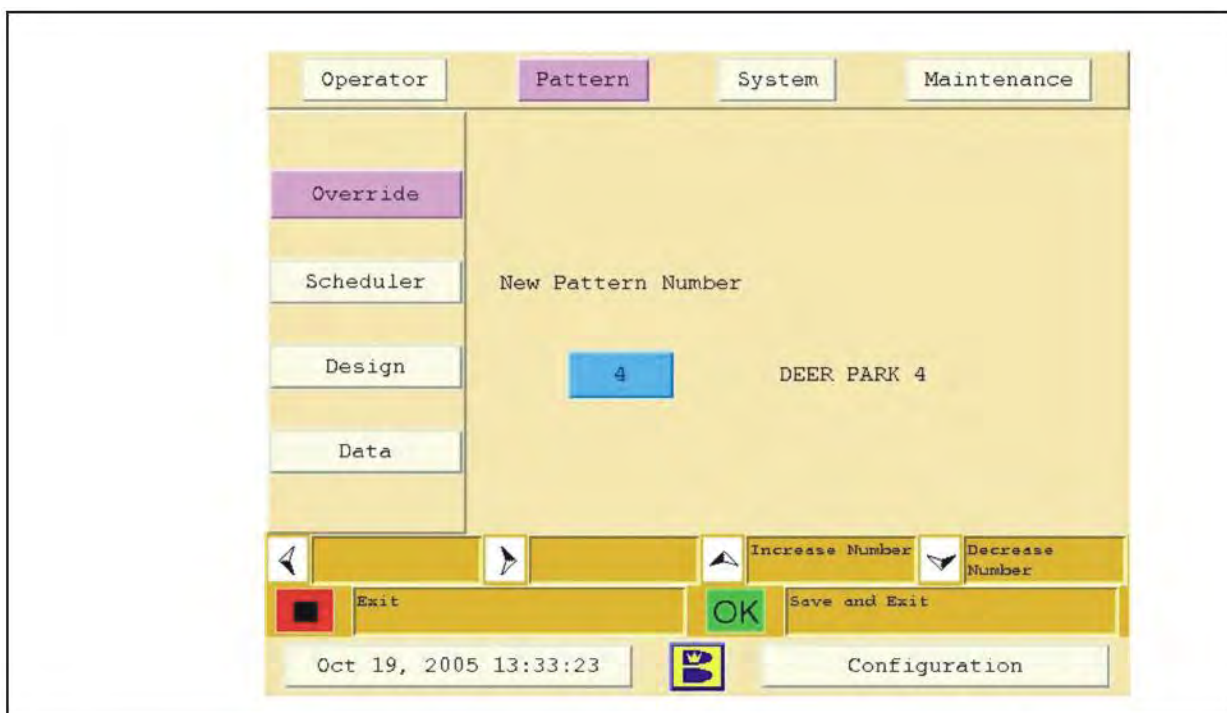 Operator Pattern System Maintenance
Override
Scheduler
New Pattern Number
Design
4 DEER PARK 4
Data
Increase Number
Decrease
Number
Exit
OK Save and Exit
Oct 19, 2005 13:33:23 Configuration